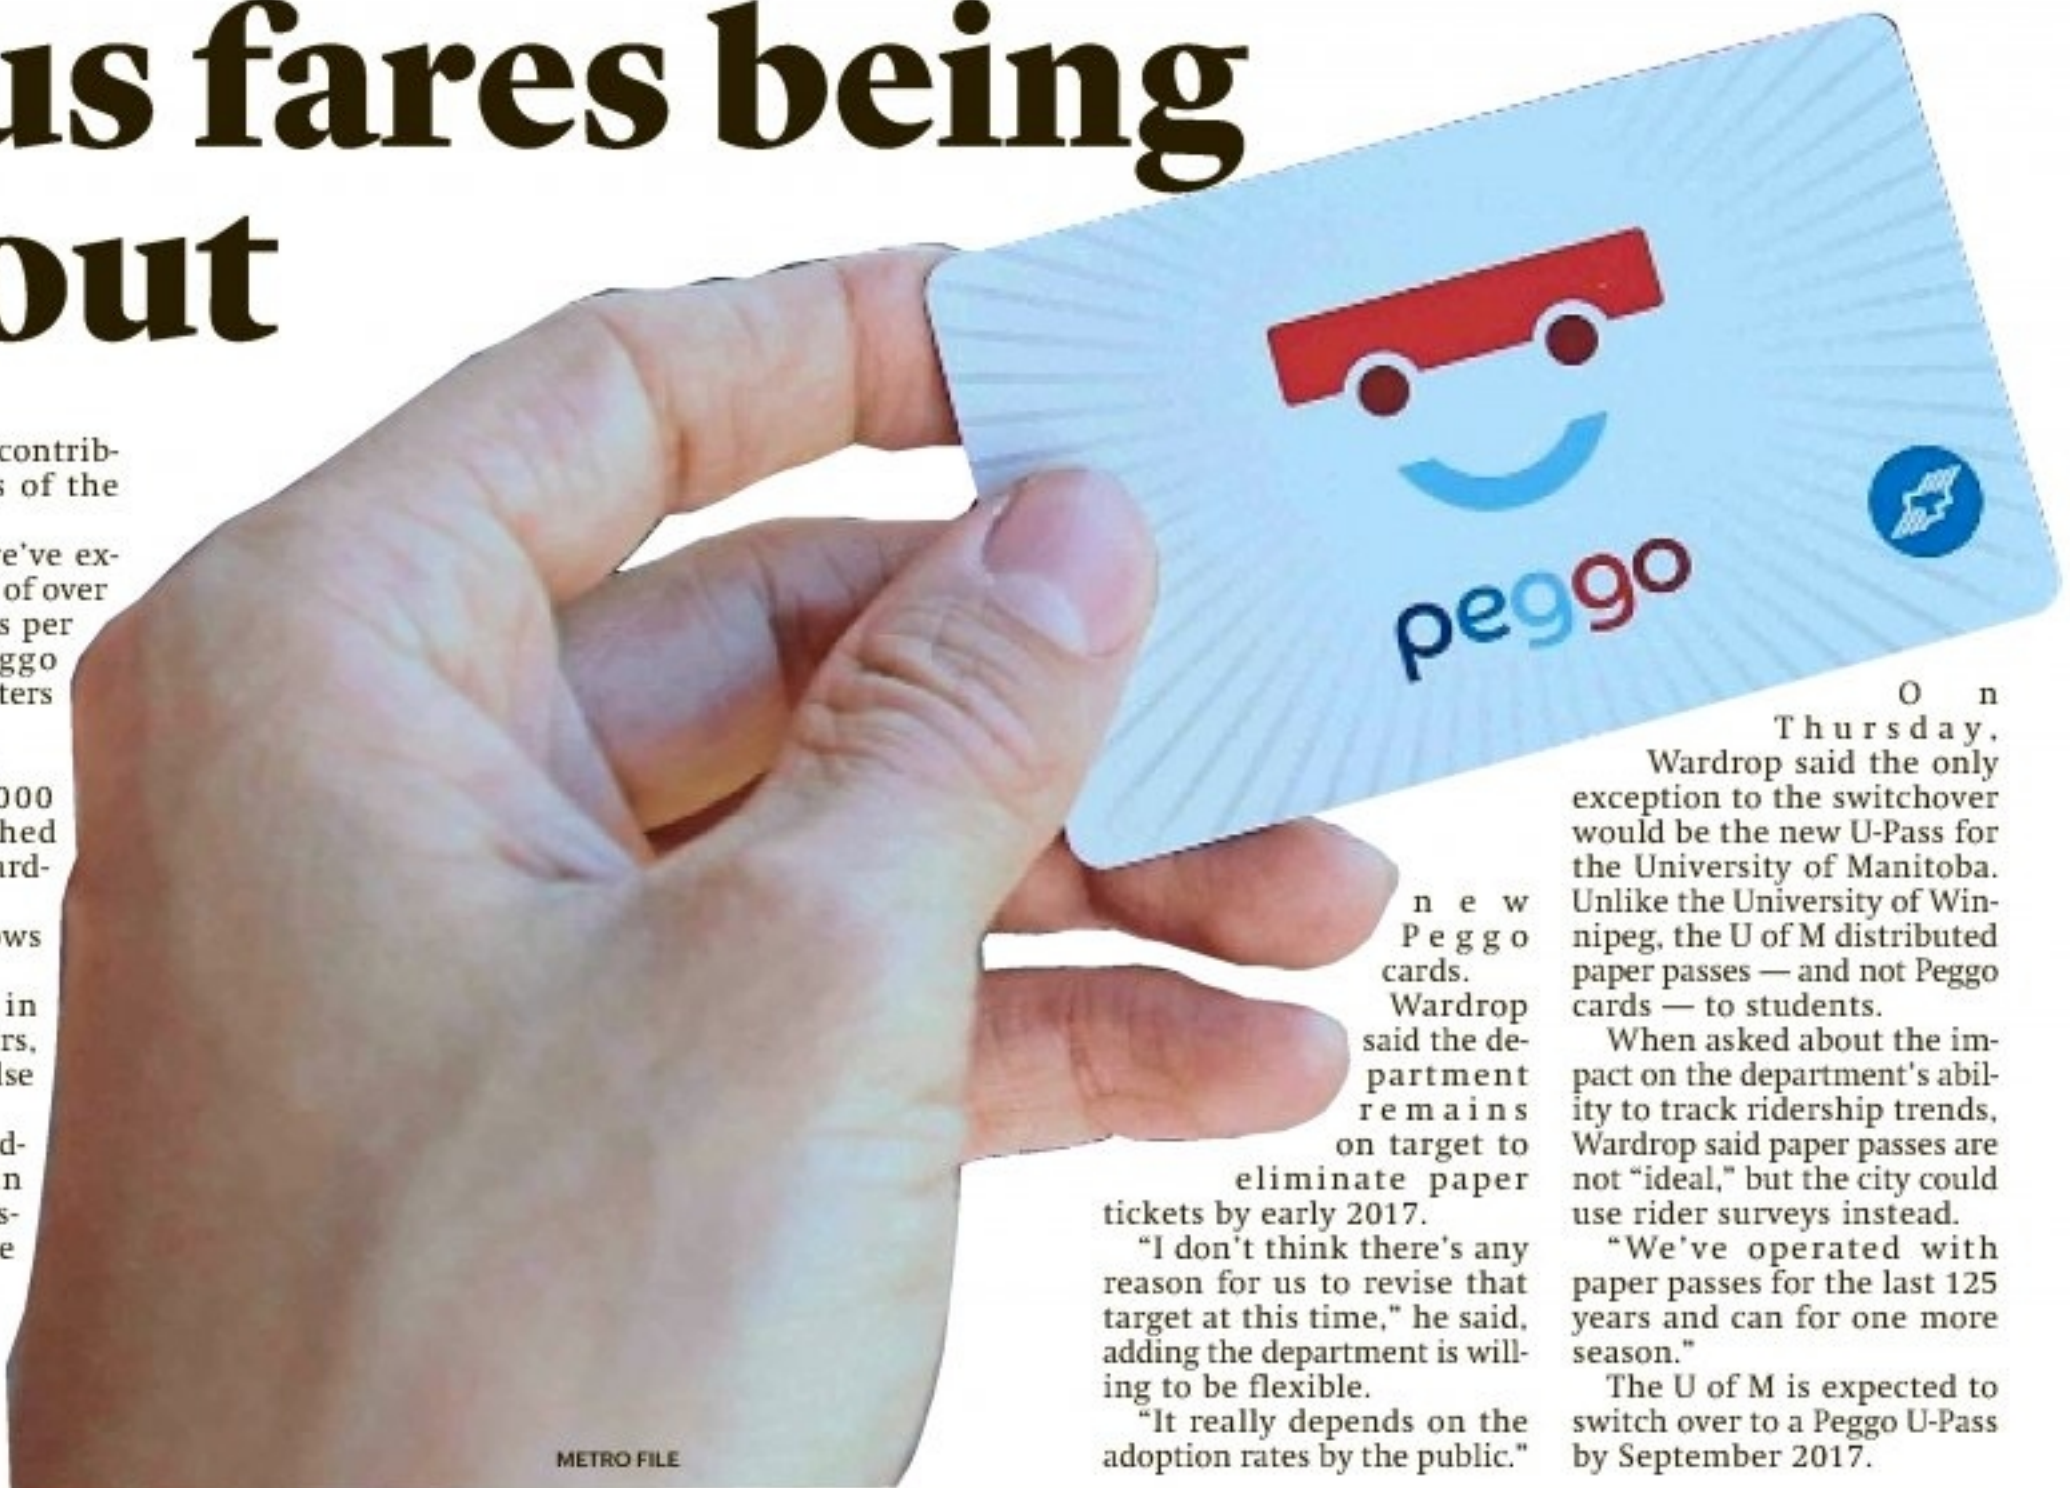 us fares being
out
contrib-
s of the
e've ex-
of over
s per
ggo
ters
000
hed
ard-
ows
in
rs,
lse
d-
n
s-
e
peggo
METRO FILE
new
Peggo
cards.
Wardrop
said the de-
partment
remains
on target to
eliminate paper
tickets by early 2017.
“I don’t think there’s any
reason for us to revise that
target at this time,” he said,
adding the department is will-
ing to be flexible.
“It really depends on the
adoption rates by the public.”
On
Thursday,
Wardrop said the only
exception to the switchover
would be the new U-Pass for
the University of Manitoba.
Unlike the University of Win-
nipeg, the U of M distributed
paper passes — and not Peggo
cards — to students.
When asked about the im-
pact on the department’s abil-
ity to track ridership trends,
Wardrop said paper passes are
not “ideal,” but the city could
use rider surveys instead.
“We’ve operated with
paper passes for the last 125
years and can for one more
season.”
The U of M is expected to
switch over to a Peggo U-Pass
by September 2017.